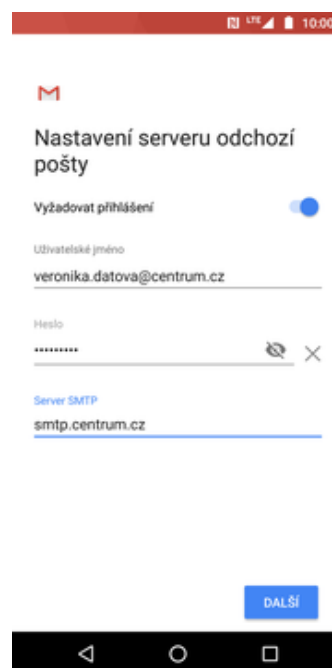 LTE 10:00
Nastavení serveru odchozí
pošty
Vyžadovat přihlášení
Uživatelské jméno
veronika.datova@centrum.cz
Heslo
•••••••••
Server SMTP
smtp.centrum.cz
DALŠÍ